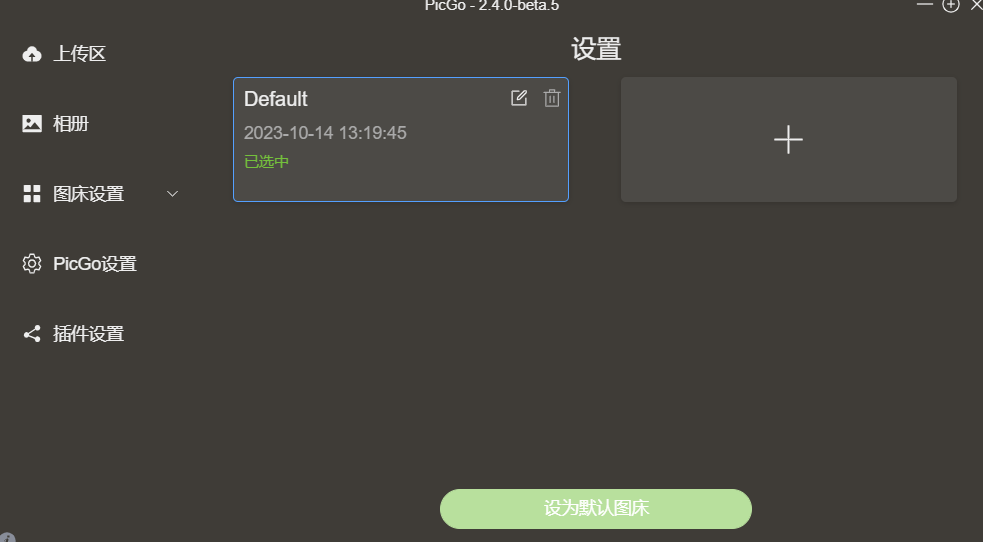 PicGo - 2.4.0-beta.5
上传区
相册
图床设置
PicGo设置
插件设置
设置
Default
2023-10-14 13:19:45
已选中
设为默认图床